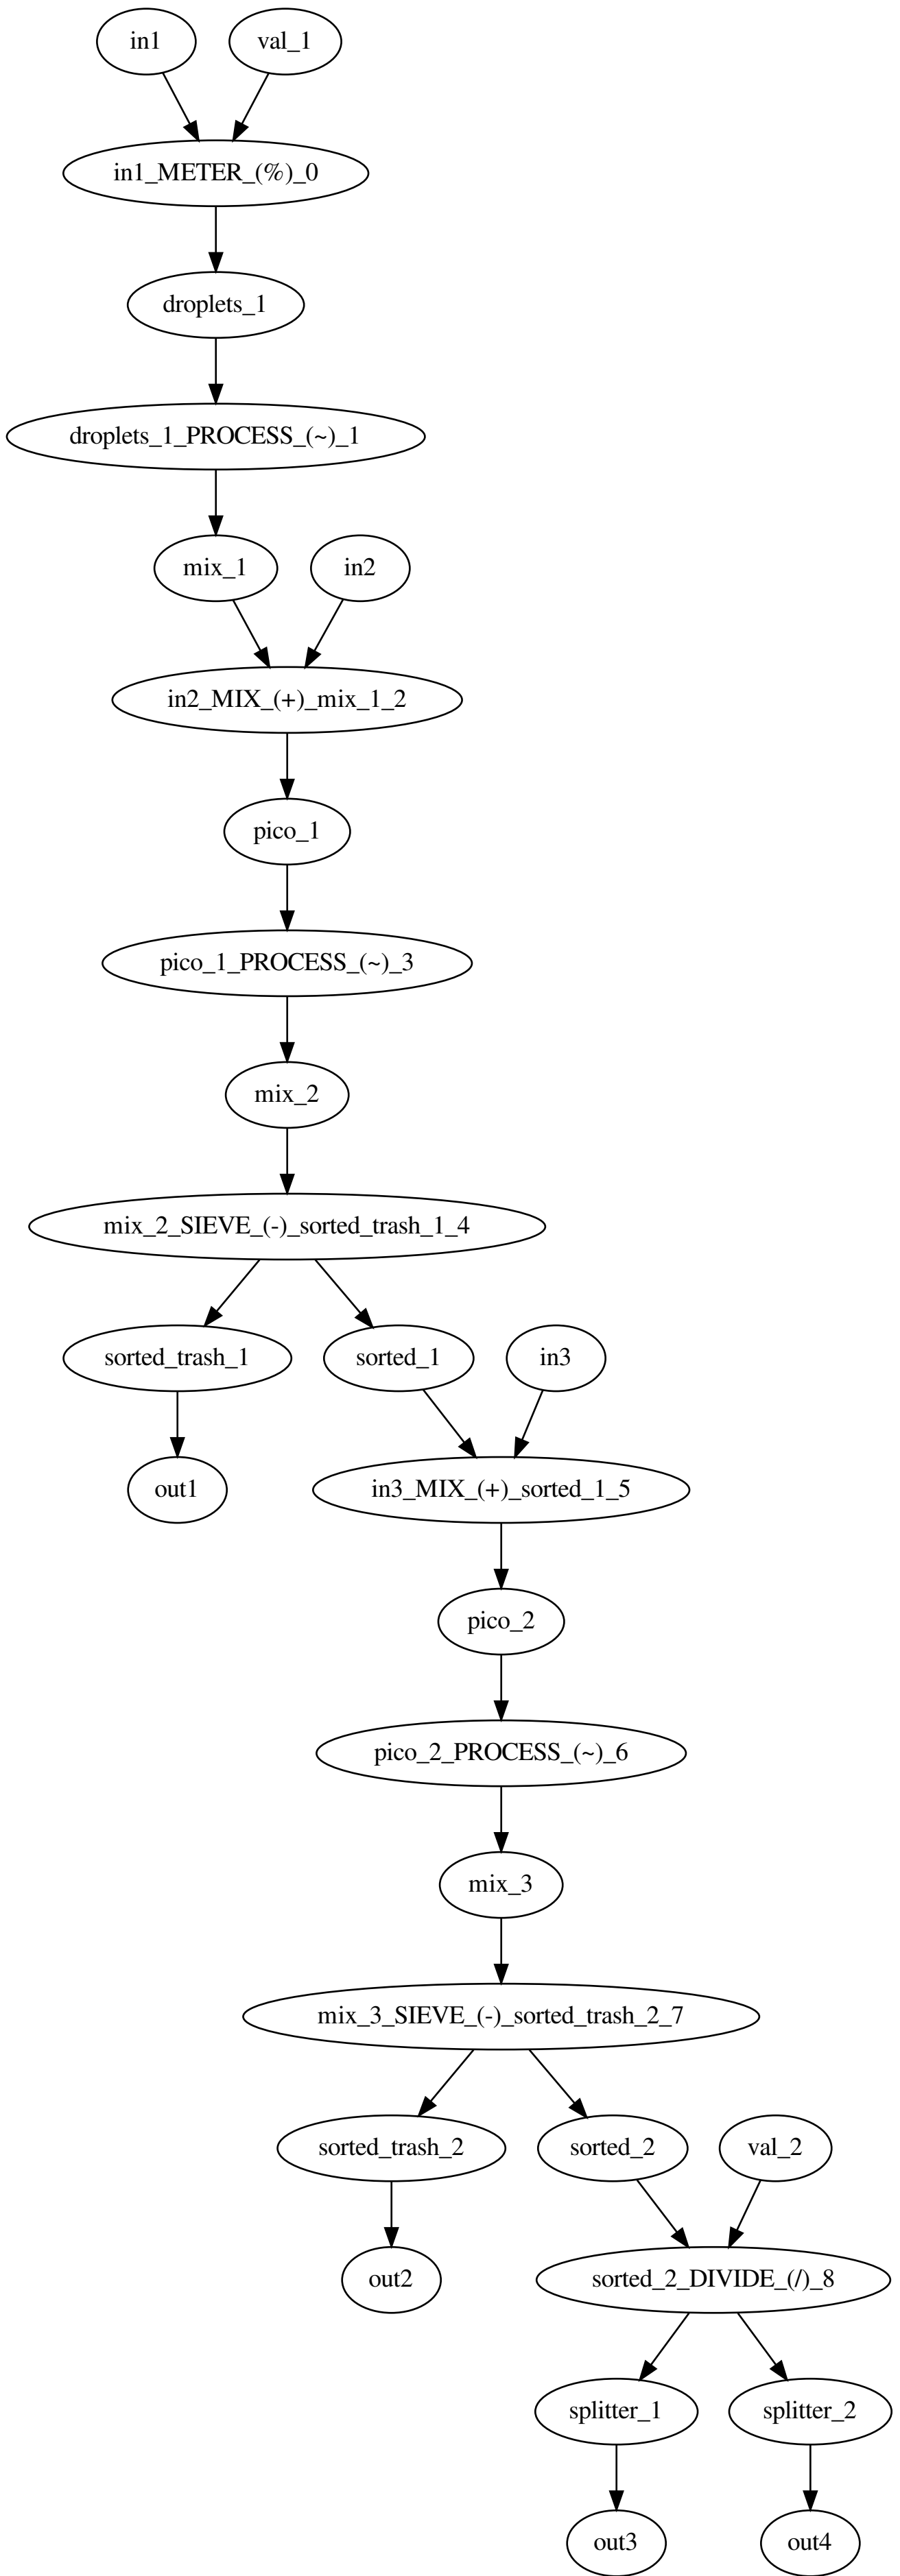 in1
val_1
in1_METER_(%)_0
droplets_1
droplets_1_PROCESS_(~)_1
mix_1
in2
in2_MIX_(+)_mix_1_2
pico_1
pico_1_PROCESS_(~)_3
mix_2
mix_2_SIEVE_(-)_sorted_trash_1_4
sorted_trash_1
sorted_1
in3
out1
in3_MIX_(+)_sorted_1_5
pico_2
pico_2_PROCESS_(~)_6
mix_3
mix_3_SIEVE_(-)_sorted_trash_2_7
sorted_trash_2
sorted_2
val_2
out2
sorted_2_DIVIDE_(/)_8
splitter_1
splitter_2
out3
out4